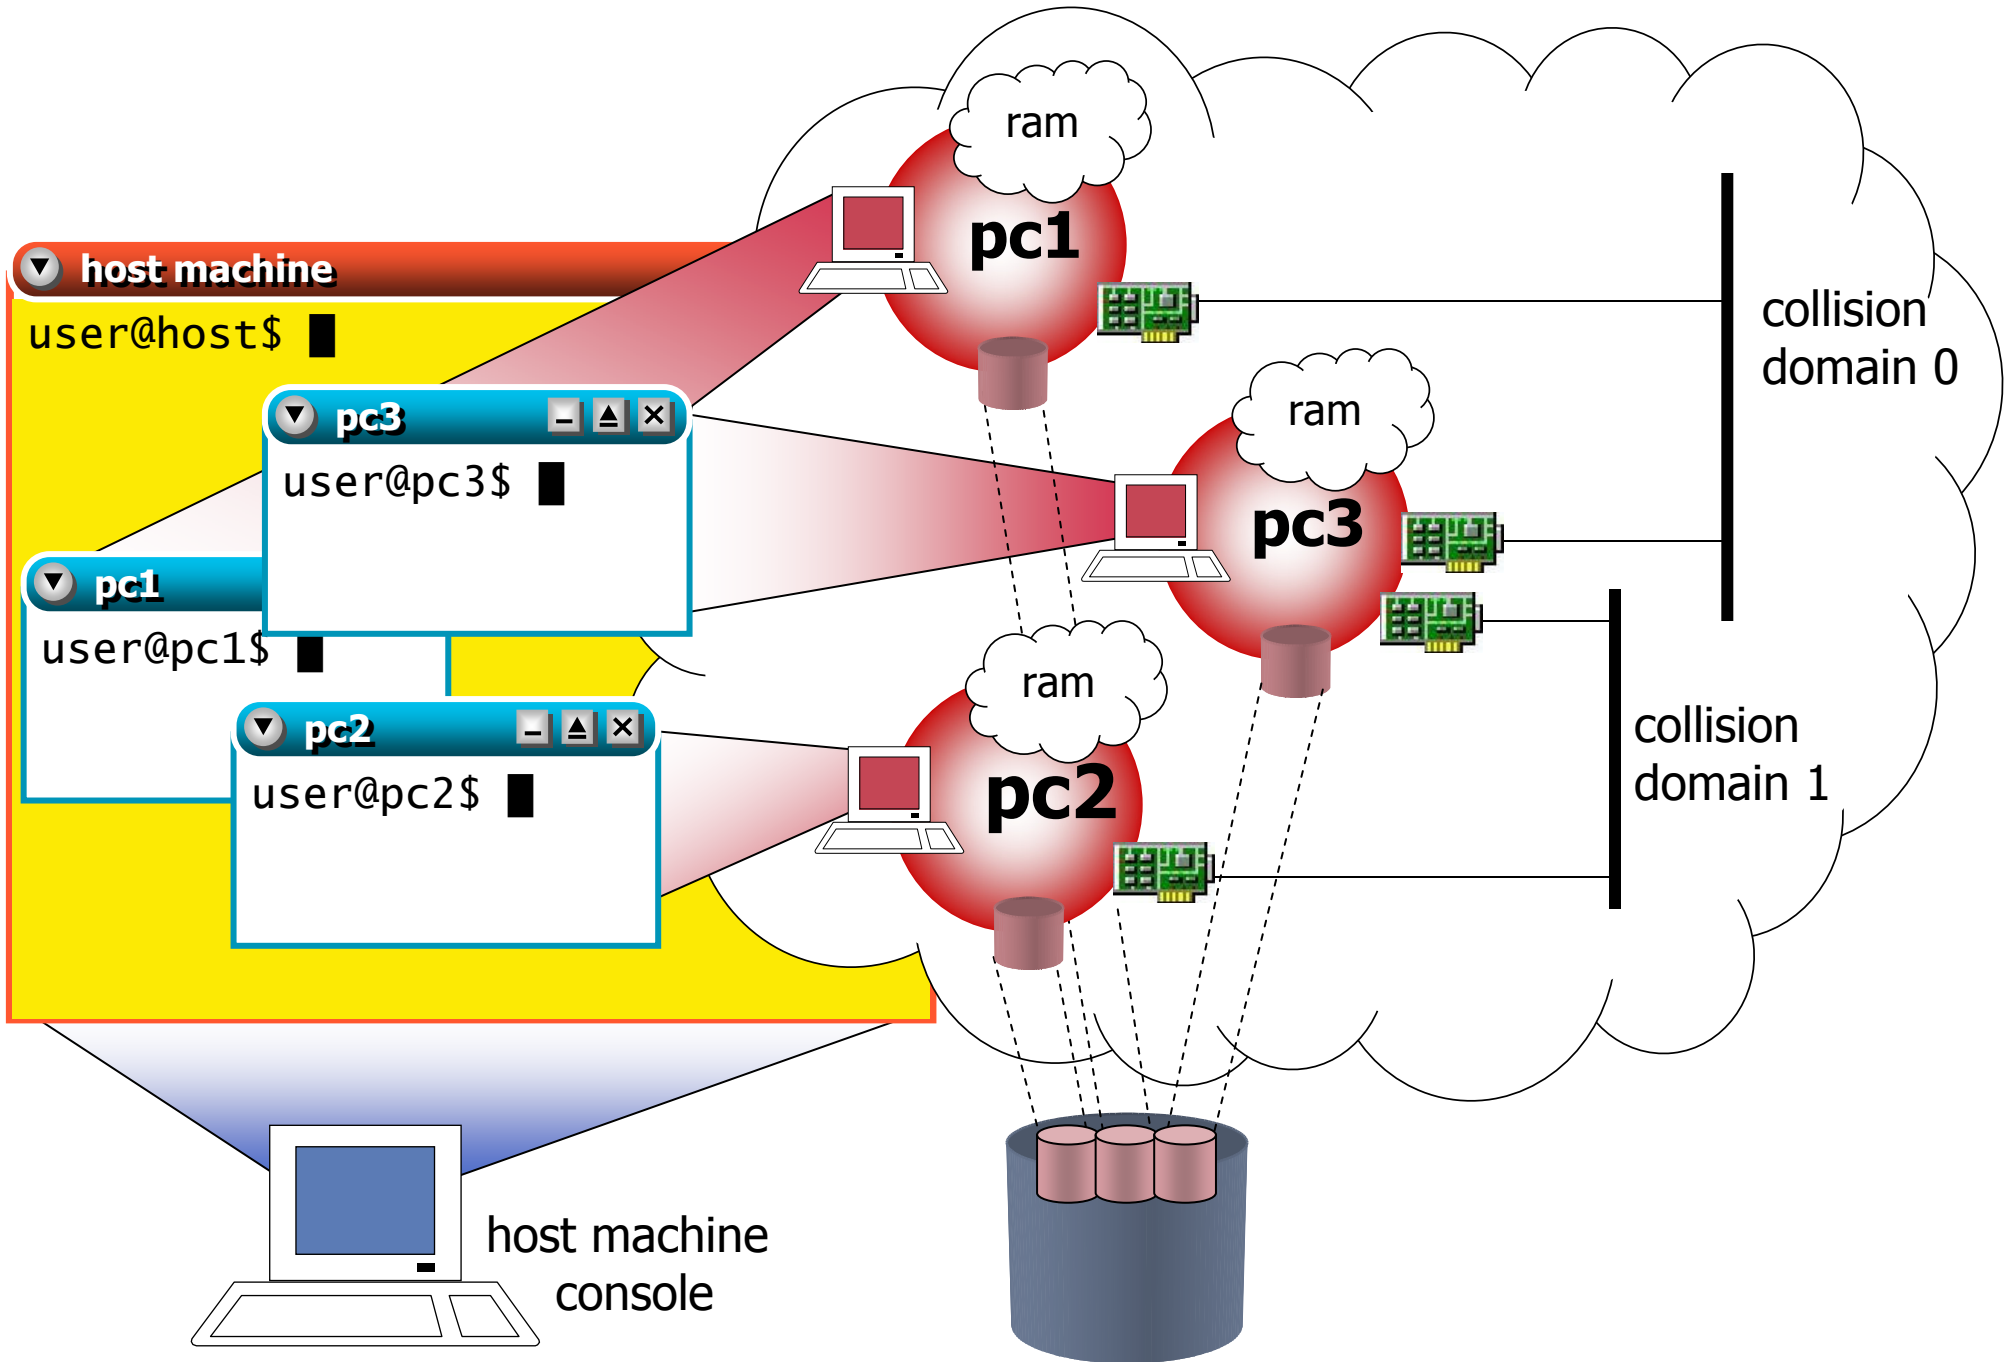 ram
pc1
host machine
user@host$
collision
domain 0
pc3
user@pc3$
ram
pc3
pc1
user@pc1$
ram
pc2
user@pc2$
pc2
collision
domain 1
host machine
console